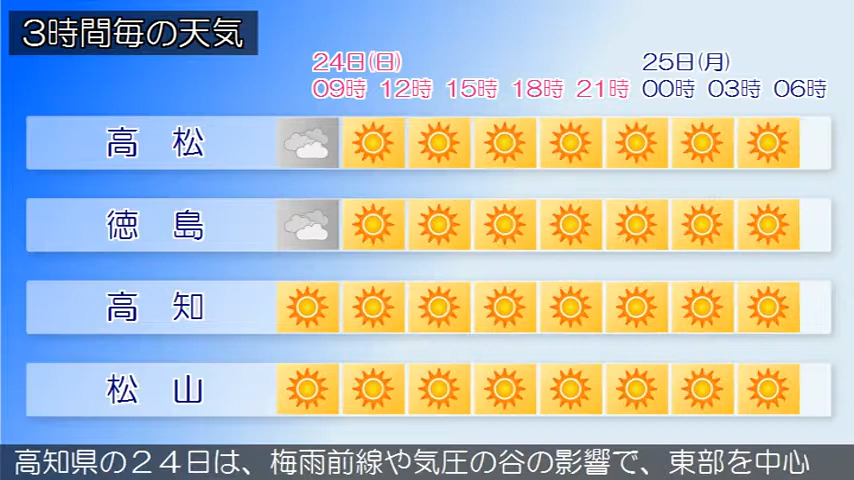 3時間毎の天気
24日(日) 25日(月)
09時 12時 15時 18時 21時 00時 03時 06時
高 松
徳 島
高 知
松 山
高知県の２４日は、梅雨前線や気圧の谷の影響で、東部を中心